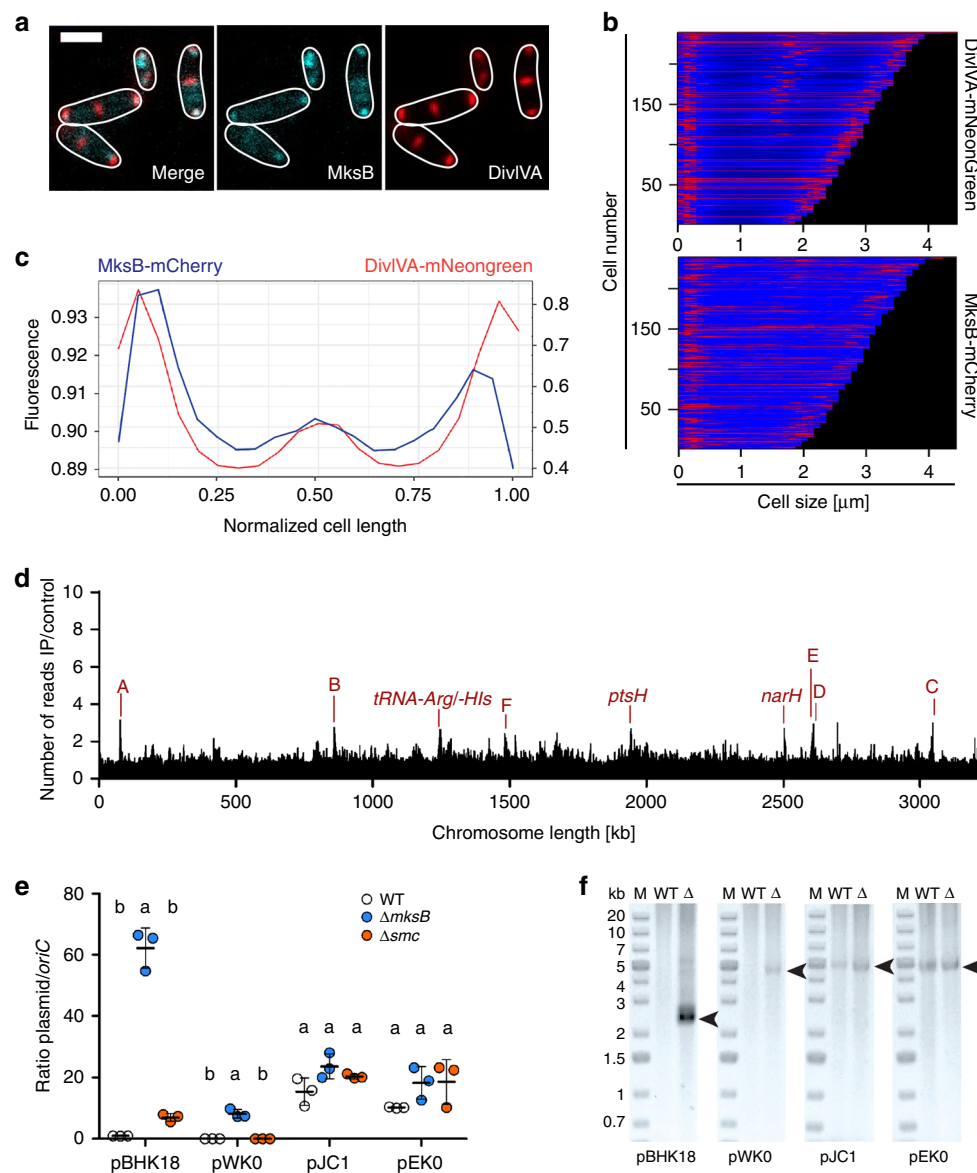 a
Merge
MksB
DivIVA
b
Cell number
150
50
0 1 2 3 4
DivIVA-mNeonGreen
150
50
0 1 2 3 4
MksB-mCherry
Cell size [μm]
c
MksB-mCherry DivIVA-mNeongreen
Fluorescence
0.93
0.92
0.91
0.90
0.89
0.8
0.7
0.6
0.5
0.4
0.00 0.25 0.50 0.75 1.00
Normalized cell length
d
Number of reads IP/control
10
8
6
4
2
0
A
B
tRNA-Arg/-HIs
F
ptsH
narH
E
D
C
0 500 1000 1500 2000 2500 3000
Chromosome length [kb]
e
Ratio plasmid/oriC
80
60
40
20
0
WT
ΔmksB
Δsmc
b a b
b a b
a a a
a a a
pBHK18 pWK0 pJC1 pEK0
f
kb
M WT Δ
M WT Δ
M WT Δ
M WT Δ
20
10
7
5
4
3
2
1.5
1
0.7
pBHK18 pWK0 pJC1 pEK0